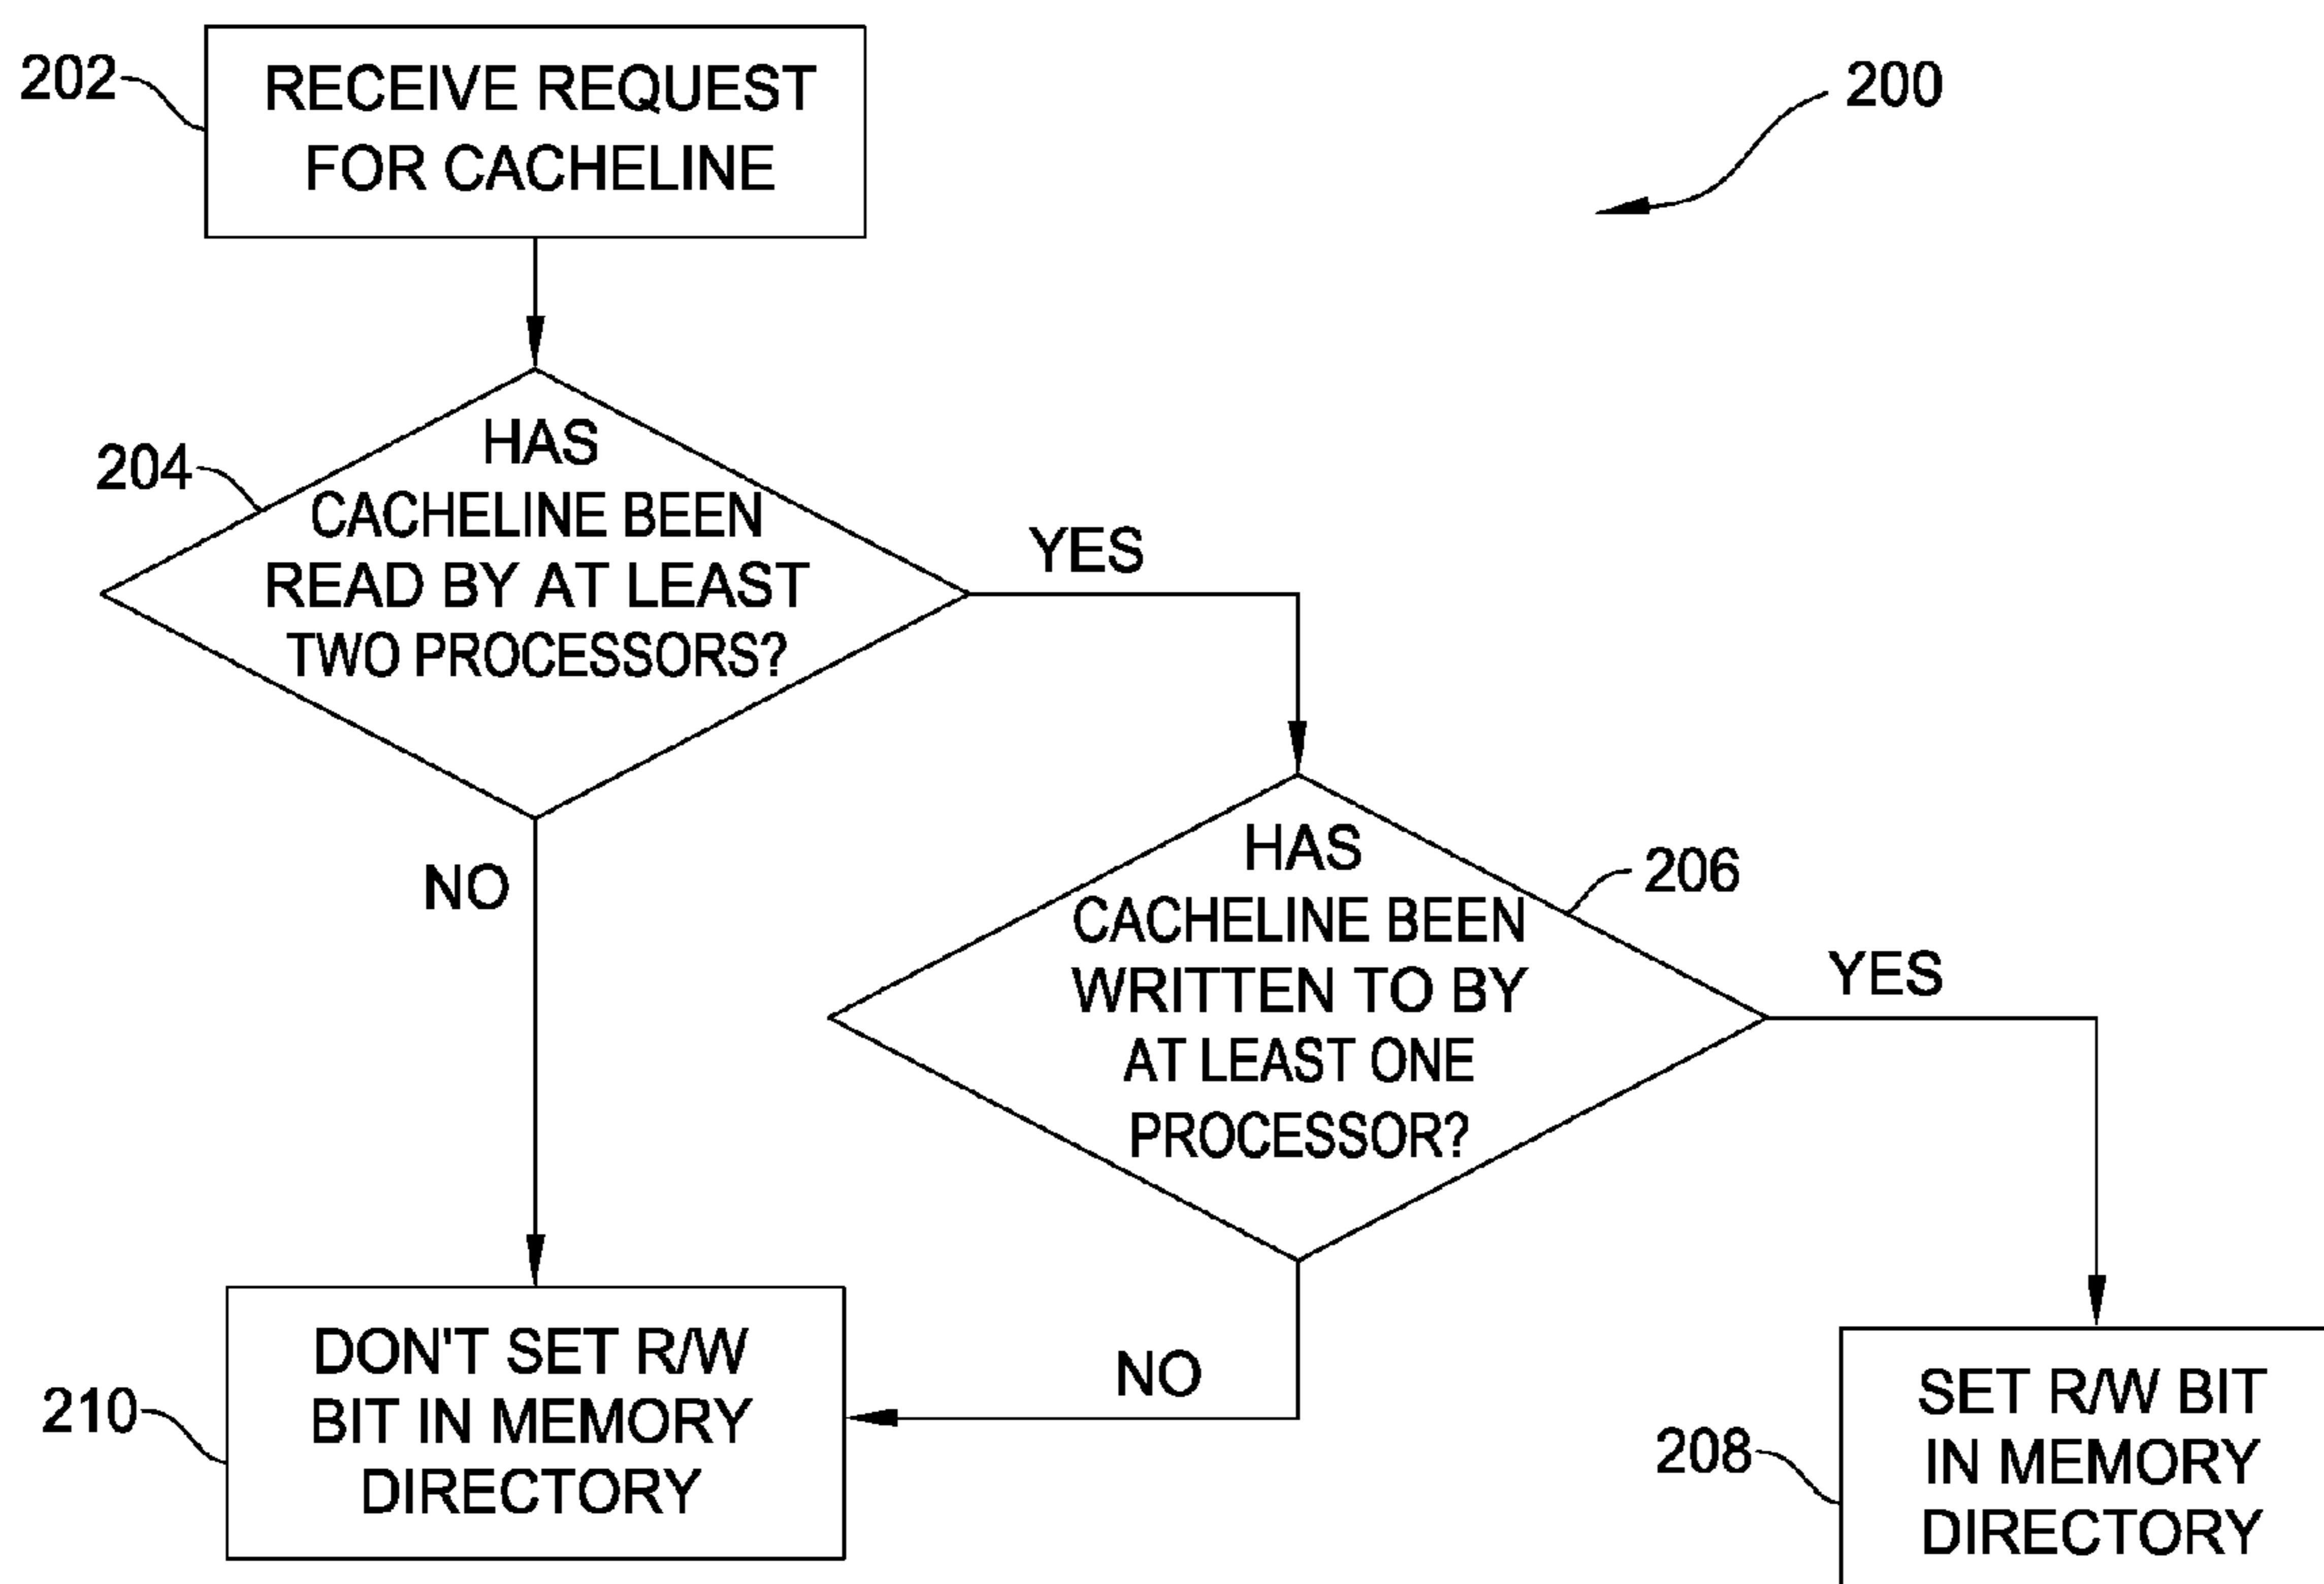 202
RECEIVE REQUEST
FOR CACHELINE
200
204
HAS
CACHELINE BEEN
READ BY AT LEAST
TWO PROCESSORS?
YES
NO
HAS
CACHELINE BEEN
WRITTEN TO BY
AT LEAST ONE
PROCESSOR?
206
YES
NO
210
DON'T SET R/W
BIT IN MEMORY
DIRECTORY
208
SET R/W BIT
IN MEMORY
DIRECTORY